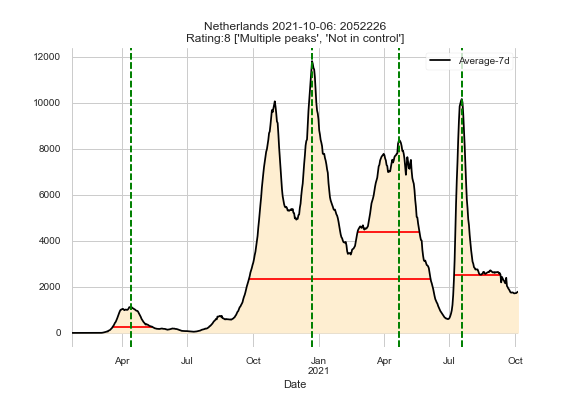 Netherlands 2021-10-06: 2052226
Rating:8 ['Multiple peaks', 'Not in control']
Average-7d
12000
10000
8000
6000
4000
2000
0
Apr Jul Oct Jan Apr Jul Oct
2021
Date